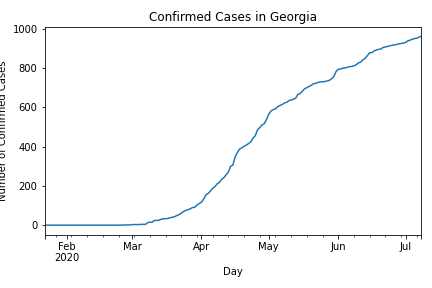 Confirmed Cases in Georgia
Number of Confirmed Cases
1000
800
600
400
200
0
Feb
2020
Mar
Apr
May
Jun
Jul
Day